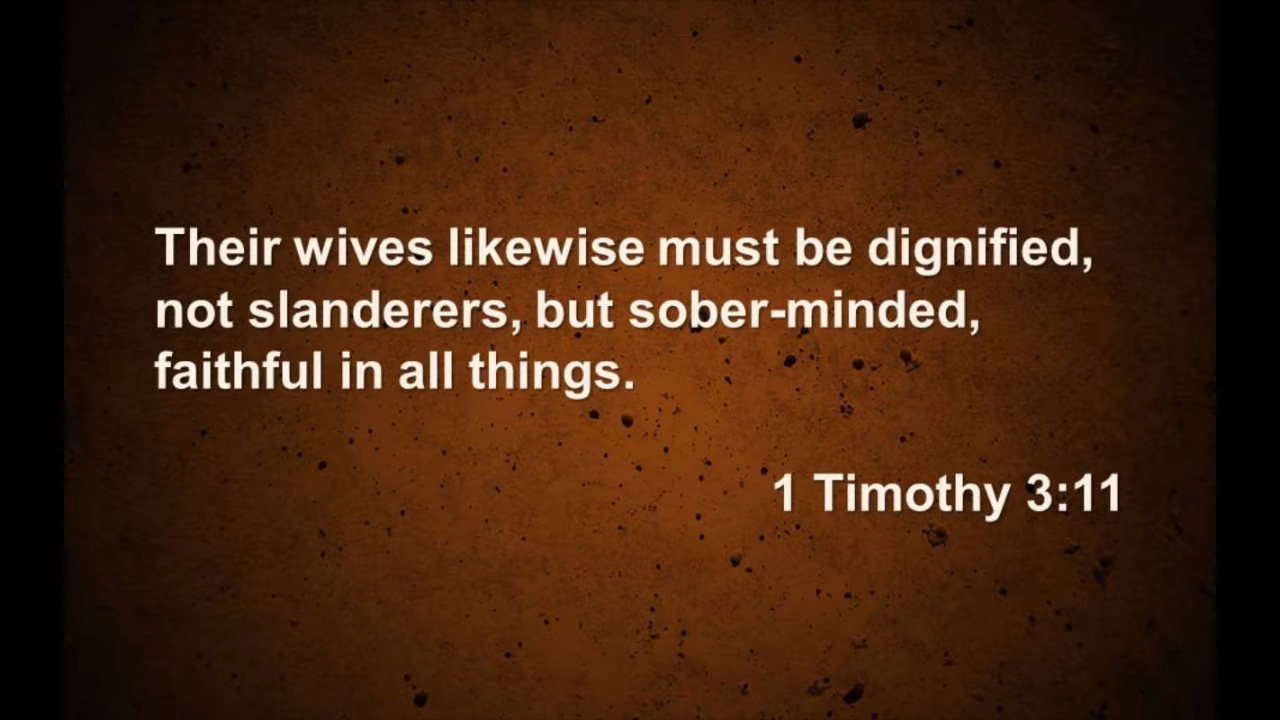 Their wives likewise must be dignified,
not slanderers, but sober-minded,
faithful in all things.
1 Timothy 3:11